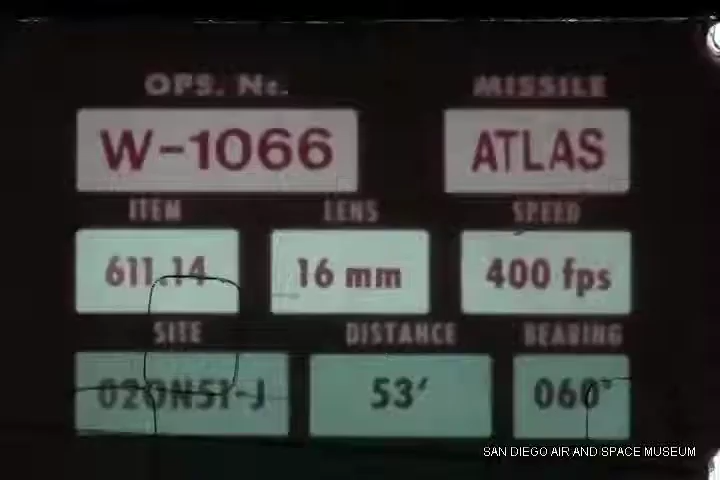 OPS. No. MISSILE
W-1066 ATLAS
ITEM LENS SPEED
611.14 16 mm 400 fps
SITE DISTANCE BEARING
020N51-J 53' 060°
SAN DIEGO AIR AND SPACE MUSEUM